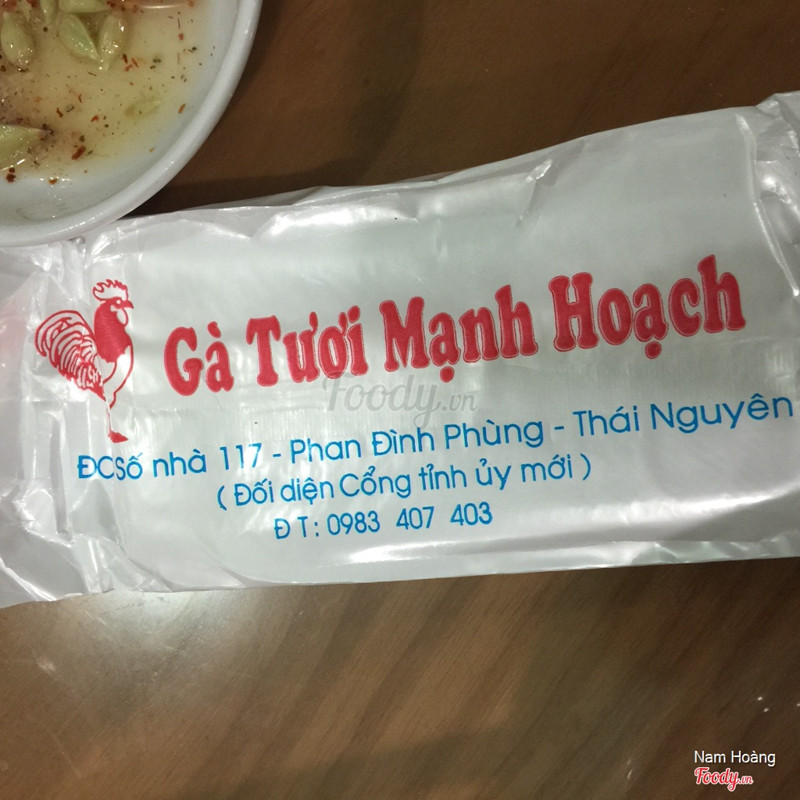 Gà Tươi Mạnh Hoạch
Foody.vn
ĐCSố nhà 117 - Phan Đình Phùng - Thái Nguyên
( Đối diện Cổng tỉnh ủy mới )
ĐT: 0983 407 403
Nam Hoàng
Foody.vn